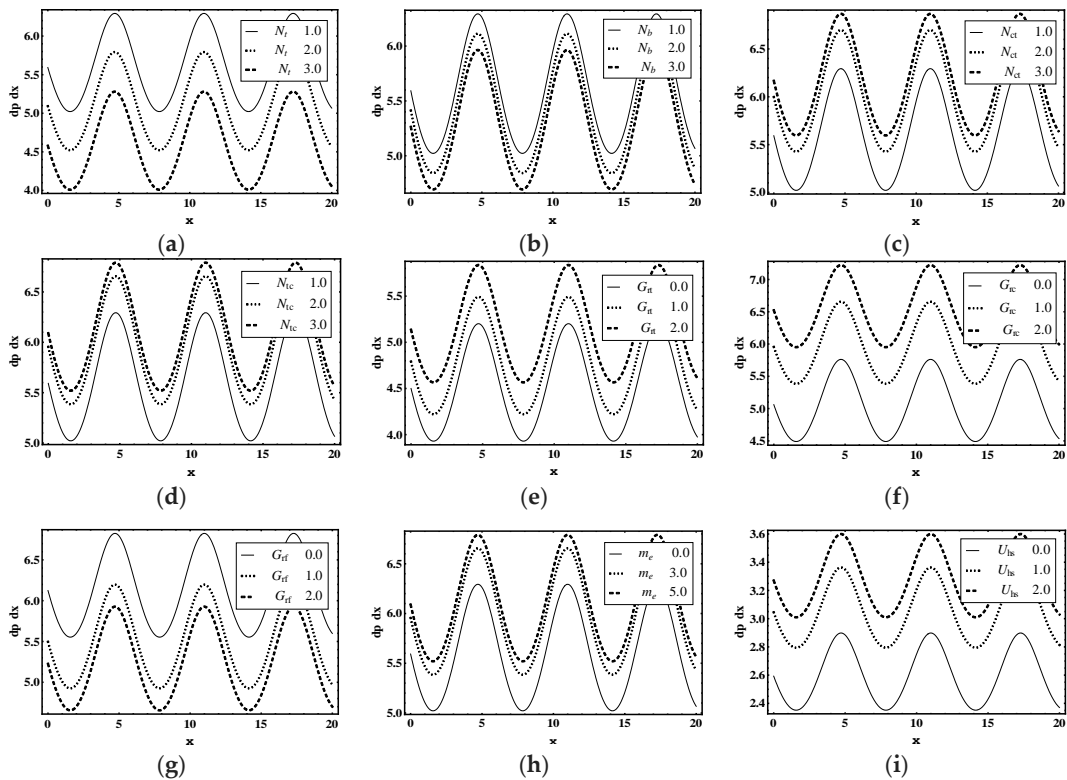 6.0
5.5
5.0
4.5
4.0
dp dx
N_t 1.0
N_t 2.0
N_t 3.0
0 5 10 15 20
x
(a)
6.0
5.5
5.0
dp dx
N_b 1.0
N_b 2.0
N_b 3.0
0 5 10 15 20
x
(b)
6.5
6.0
5.5
5.0
dp dx
N_ct 1.0
N_ct 2.0
N_ct 3.0
0 5 10 15 20
x
(c)
6.5
6.0
5.5
5.0
dp dx
N_tc 1.0
N_tc 2.0
N_tc 3.0
0 5 10 15 20
x
(d)
5.5
5.0
4.5
4.0
dp dx
G_rt 0.0
G_rt 1.0
G_rt 2.0
0 5 10 15 20
x
(e)
7.0
6.5
6.0
5.5
5.0
4.5
dp dx
G_rc 0.0
G_rc 1.0
G_rc 2.0
0 5 10 15 20
x
(f)
6.5
6.0
5.5
5.0
dp dx
G_rf 0.0
G_rf 1.0
G_rf 2.0
0 5 10 15 20
x
(g)
6.5
6.0
5.5
5.0
dp dx
m_e 0.0
m_e 3.0
m_e 5.0
0 5 10 15 20
x
(h)
3.6
3.4
3.2
3.0
2.8
2.6
2.4
dp dx
U_hs 0.0
U_hs 1.0
U_hs 2.0
0 5 10 15 20
x
(i)